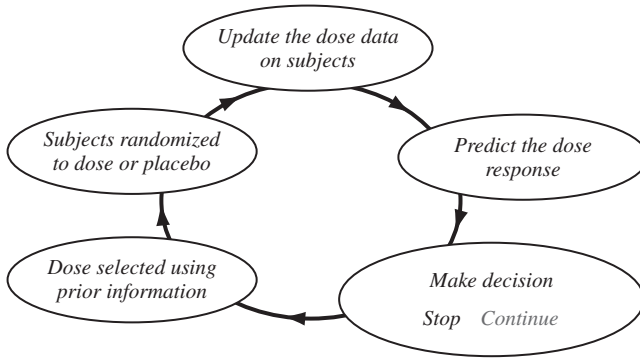 Update the dose data
on subjects
Predict the dose
response
Make decision
Stop Continue
Dose selected using
prior information
Subjects randomized
to dose or placebo